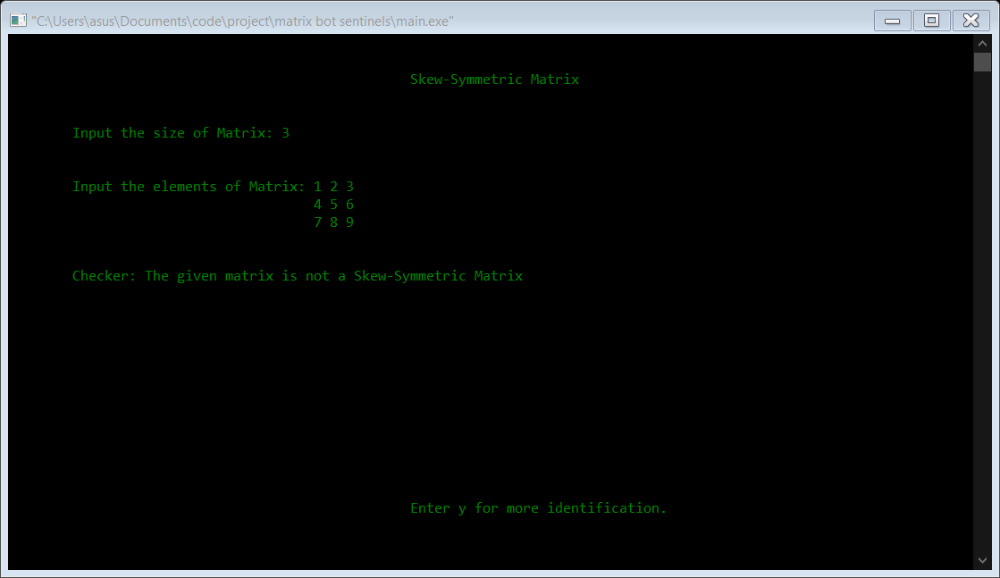 "C:\Users\asus\Documents\code\project\matrix bot sentinels\main.exe"
Skew-Symmetric Matrix
Input the size of Matrix: 3
Input the elements of Matrix: 1 2 3
4 5 6
7 8 9
Checker: The given matrix is not a Skew-Symmetric Matrix
Enter y for more identification.